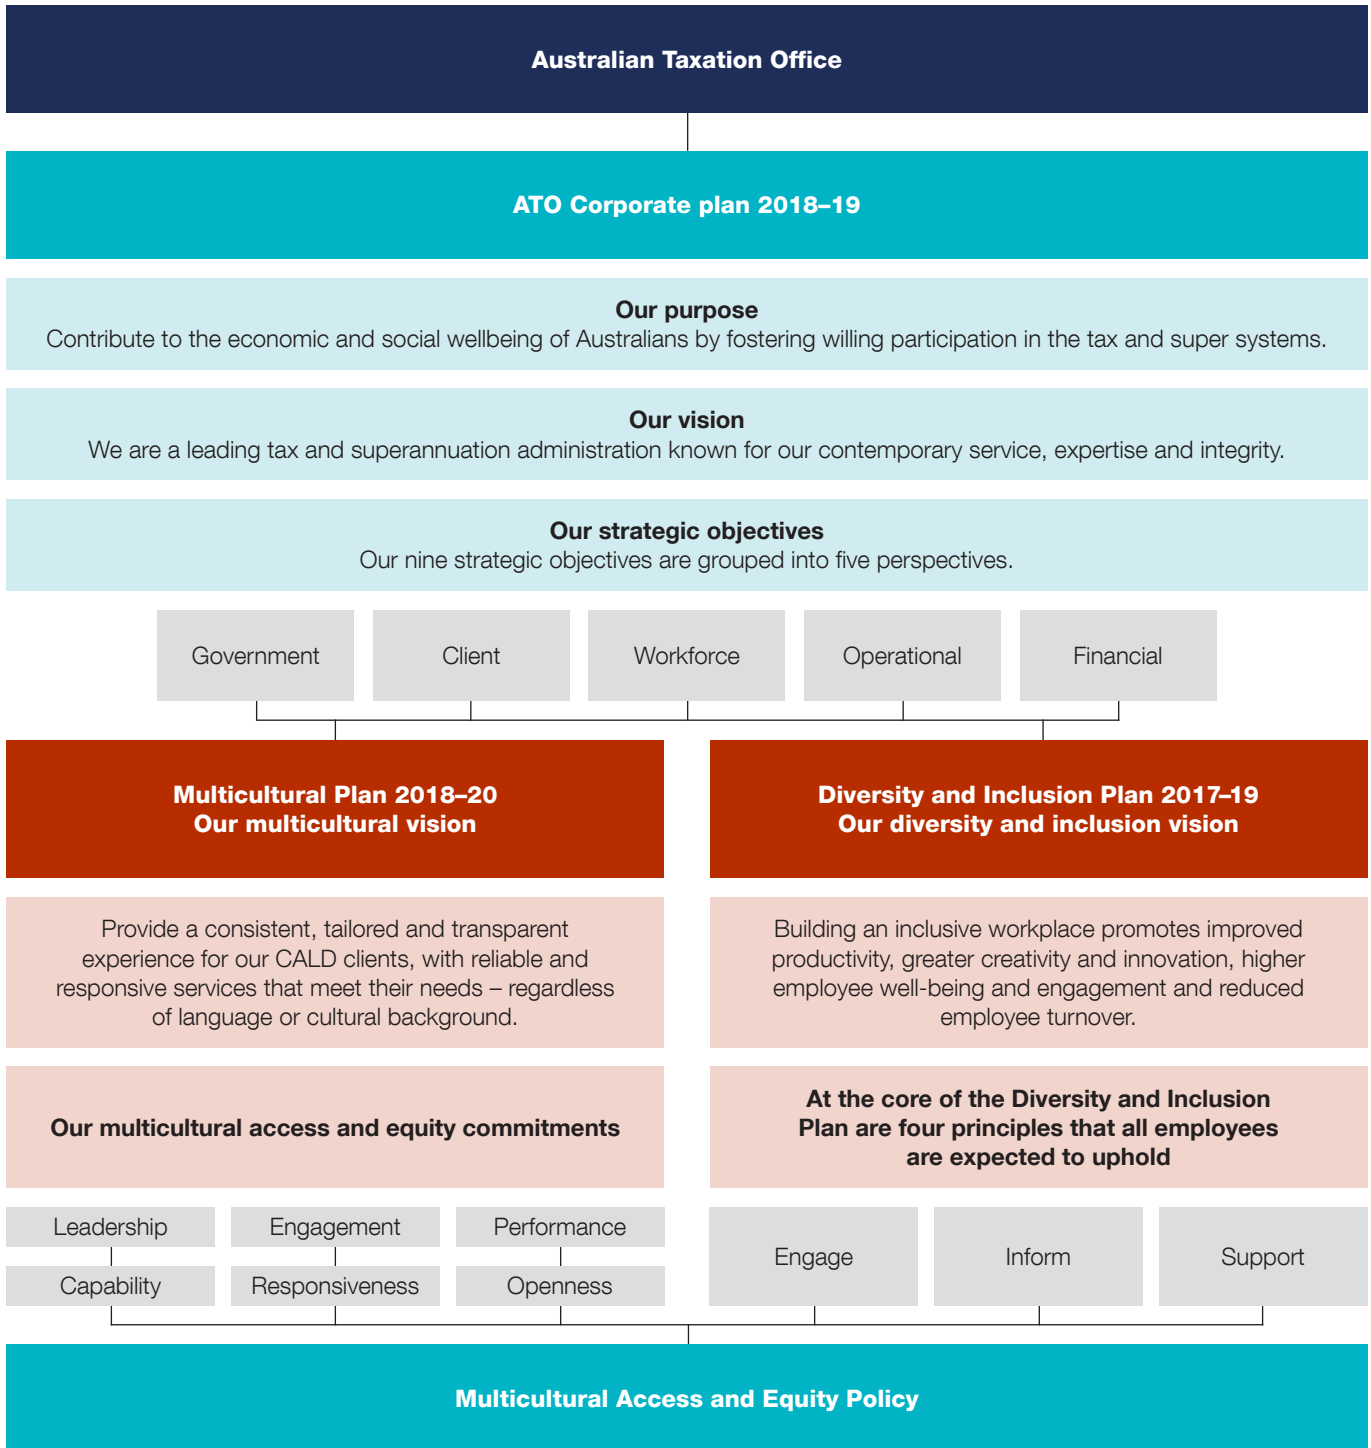 Australian Taxation Office
ATO Corporate plan 2018–19
Our purpose
Contribute to the economic and social wellbeing of Australians by fostering willing participation in the tax and super systems.
Our vision
We are a leading tax and superannuation administration known for our contemporary service, expertise and integrity.
Our strategic objectives
Our nine strategic objectives are grouped into five perspectives.
Government
Client
Workforce
Operational
Financial
Multicultural Plan 2018–20
Our multicultural vision
Provide a consistent, tailored and transparent
experience for our CALD clients, with reliable and
responsive services that meet their needs – regardless
of language or cultural background.
Our multicultural access and equity commitments
Leadership
Engagement
Performance
Capability
Responsiveness
Openness
Diversity and Inclusion Plan 2017–19
Our diversity and inclusion vision
Building an inclusive workplace promotes improved
productivity, greater creativity and innovation, higher
employee well-being and engagement and reduced
employee turnover.
At the core of the Diversity and Inclusion
Plan are four principles that all employees
are expected to uphold
Engage
Inform
Support
Multicultural Access and Equity Policy